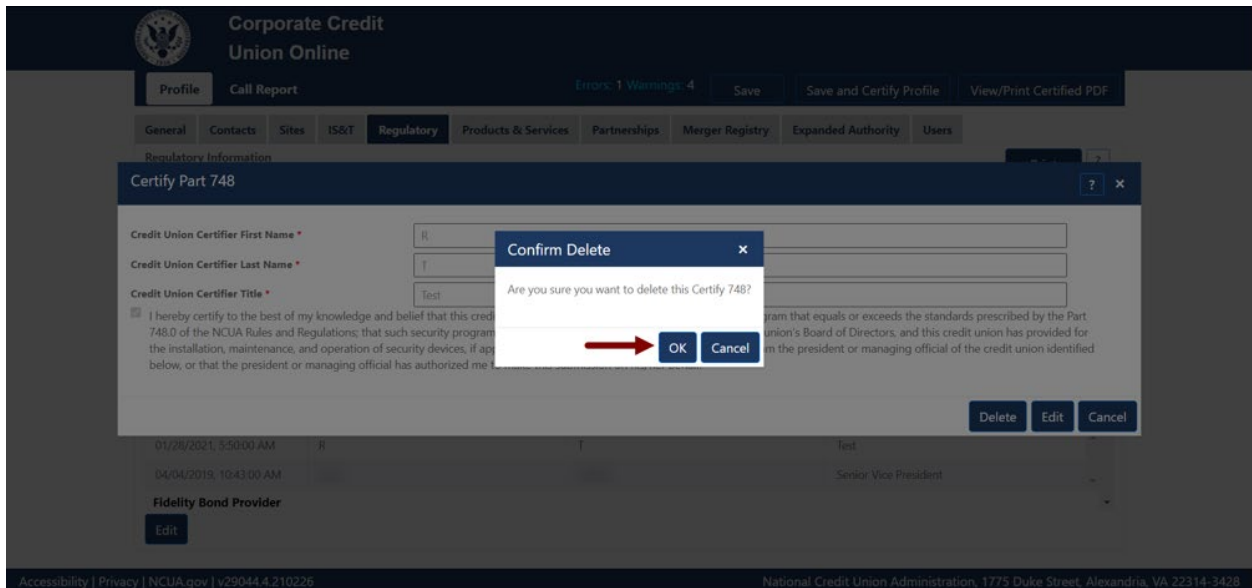 Corporate Credit
Union Online
Profile Call Report Errors: 1 Warnings: 4 Save Save and Certify Profile View/Print Certified PDF
General Contacts Sites IS&T Regulatory Products & Services Partnerships Merger Registry Expanded Authority Users
Regulatory Information ?
Certify Part 748 ? ×
Credit Union Certifier First Name * R
Confirm Delete ×
Credit Union Certifier Last Name * T
Are you sure you want to delete this Certify 748?
Credit Union Certifier Title * Test
I hereby certify to the best of my knowledge and belief that this gram that equals or exceeds the standards prescribed by the Part
748.0 of the NCUA Rules and Regulations; that such security program union's Board of Directors, and this credit union has provided for
OK Cancel
the installation, maintenance, and operation of security devices, if the president or managing official of the credit union identified
below, or that the president or managing official has authorized me
Delete Edit Cancel
01/28/2021, 5:50:00 AM R T Test
04/04/2019, 10:43:00 AM Senior Vice President
Fidelity Bond Provider
Edit
Accessibility | Privacy | NCUA.gov | v29044.4.210226 National Credit Union Administration, 1775 Duke Street, Alexandria, VA 22314-3428